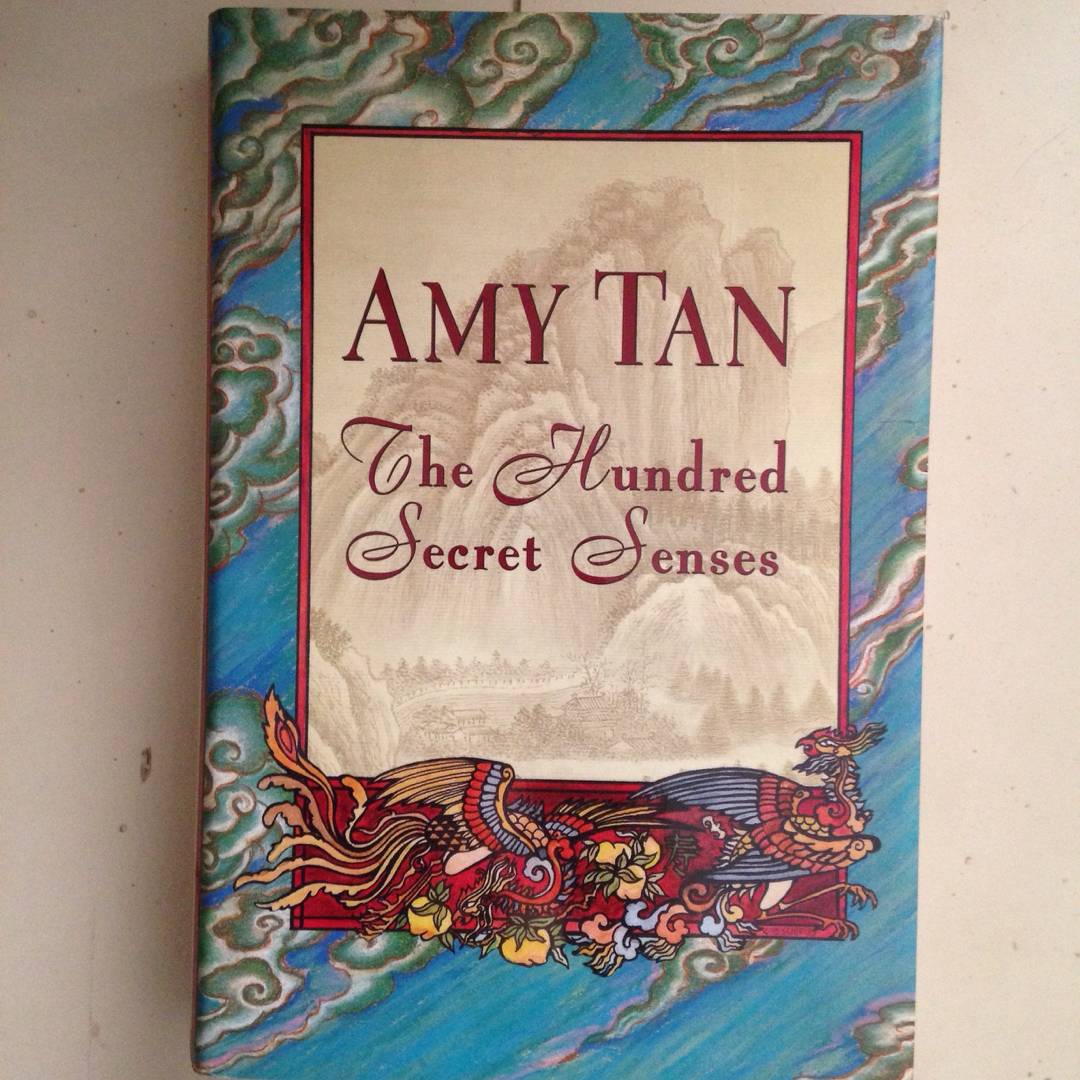 AMY TAN
The Hundred
Secret Senses